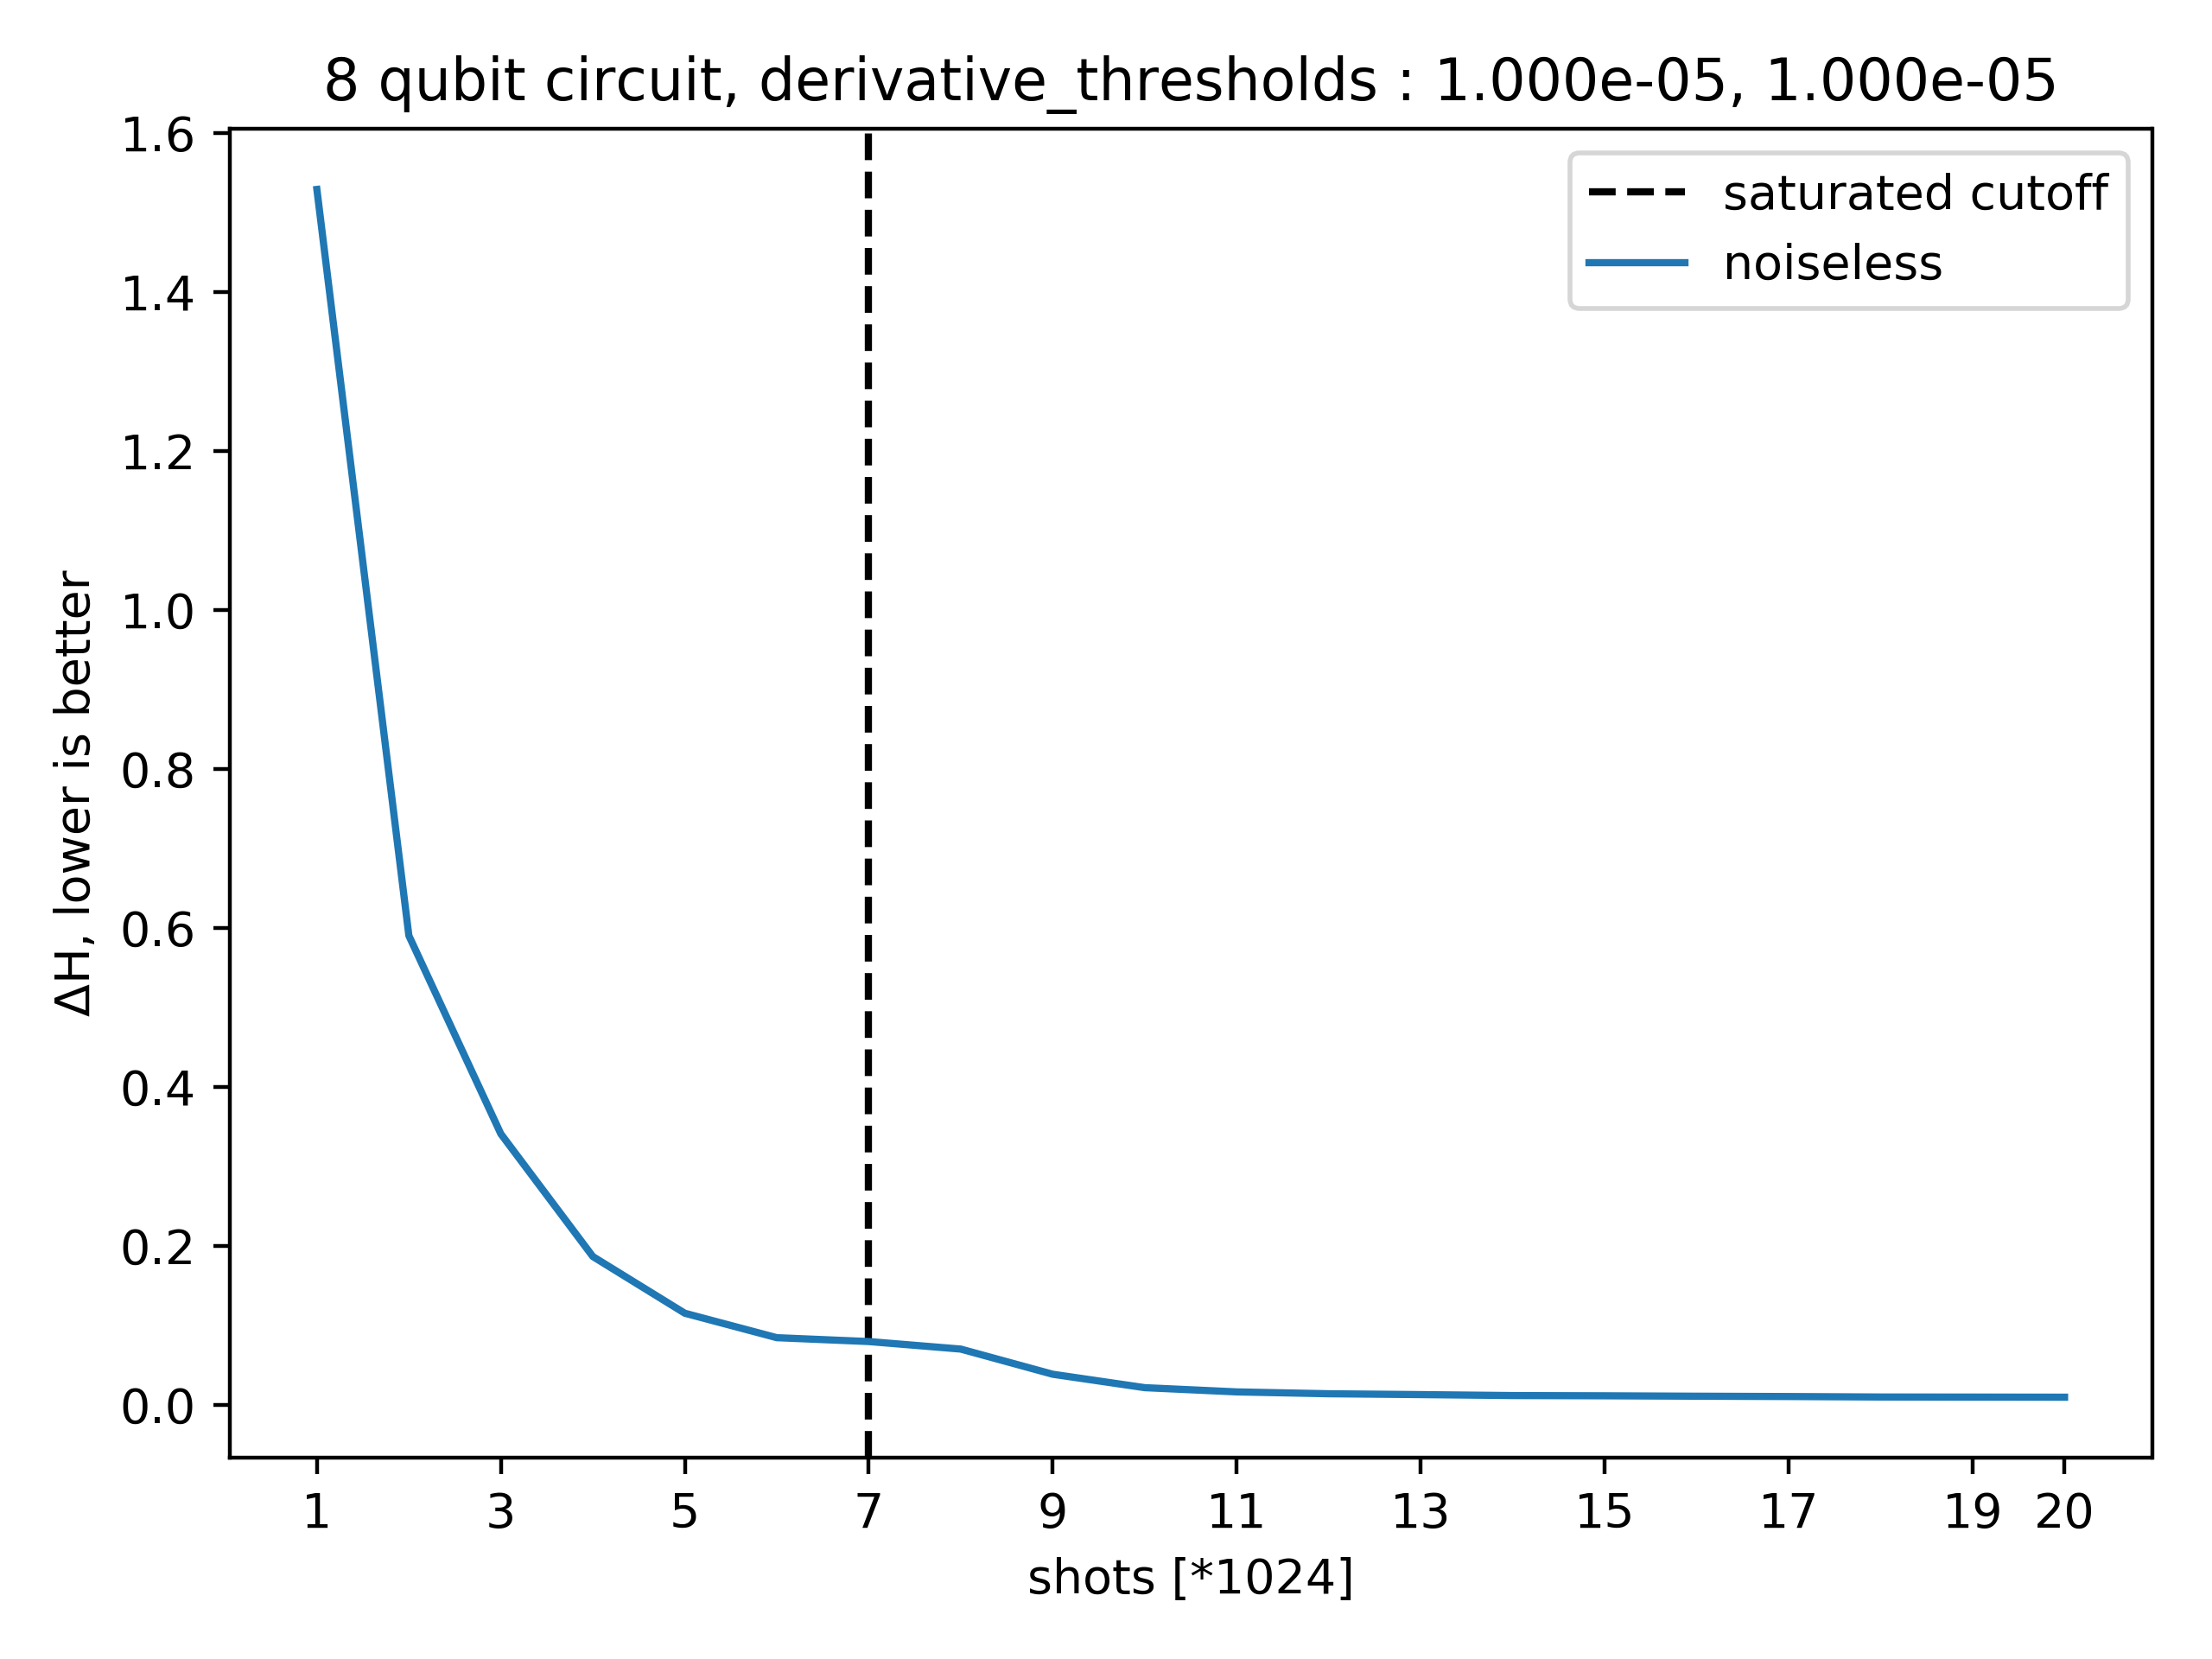 8 qubit circuit, derivative_thresholds : 1.000e-05, 1.000e-05
saturated cutoff
noiseless
ΔH, lower is better
1.6
1.4
1.2
1.0
0.8
0.6
0.4
0.2
0.0
1 3 5 7 9 11 13 15 17 19 20
shots [*1024]